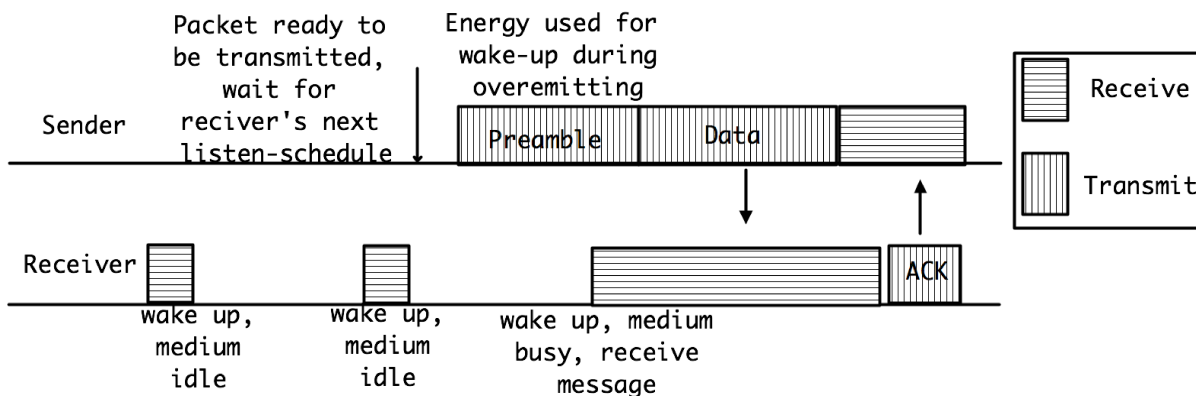 Packet ready to
be transmitted,
wait for
reciver's next
listen-schedule
Energy used for
wake-up during
overemitting
Sender
Preamble
Data
Receive
Transmit
Receiver
ACK
wake up,
medium
idle
wake up,
medium
idle
wake up, medium
busy, receive
message